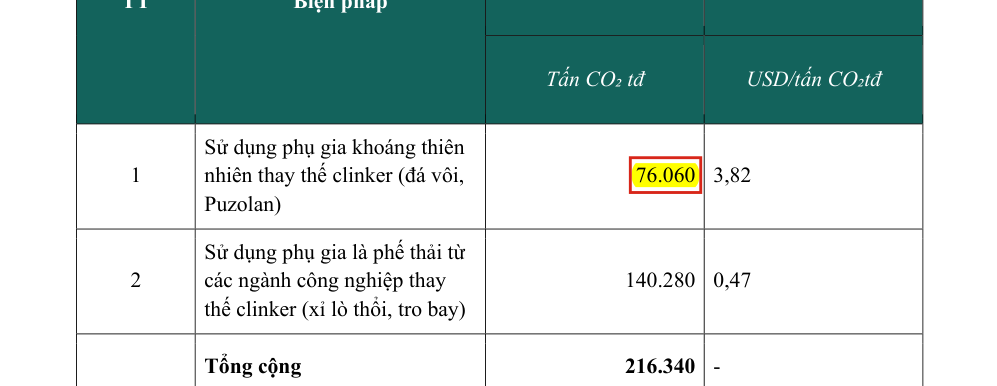 TT
Biện pháp
Tấn CO₂ tđ
USD/tấn CO₂tđ
1
Sử dụng phụ gia khoáng thiên
nhiên thay thế clinker (đá vôi,
Puzolan)
76.060
3,82
2
Sử dụng phụ gia là phế thải từ
các ngành công nghiệp thay
thế clinker (xỉ lò thổi, tro bay)
140.280
0,47
Tổng cộng
216.340
-